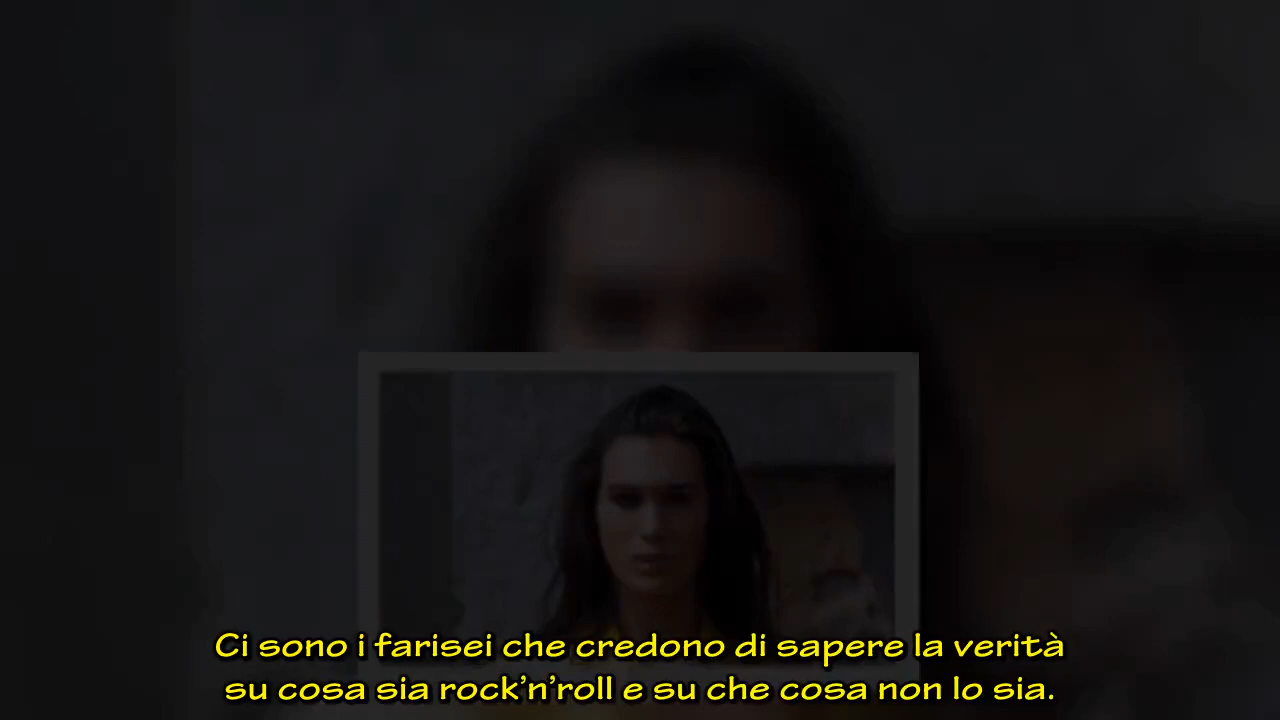 Ci sono i farisei che credono di sapere la verità
su cosa sia rock’n’roll e su che cosa non lo sia.